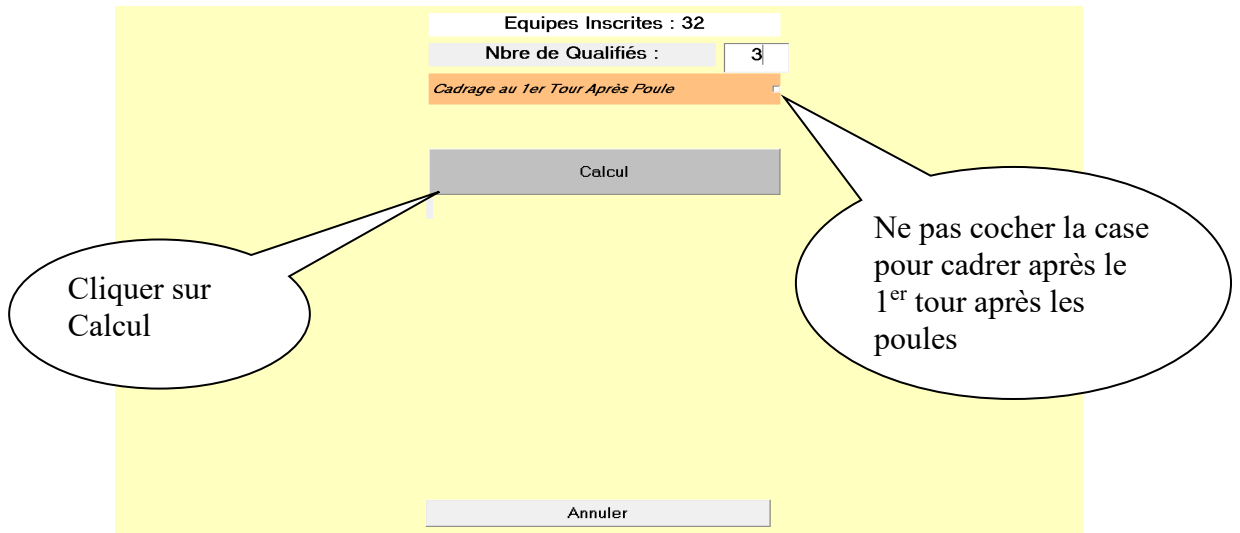 Equipes Inscrites : 32
Nbre de Qualifiés : 3
Cadrage au 1er Tour Après Poule
Calcul
Ne pas cocher la case
pour cadrer après le
1er tour après les
poules
Cliquer sur
Calcul
Annuler